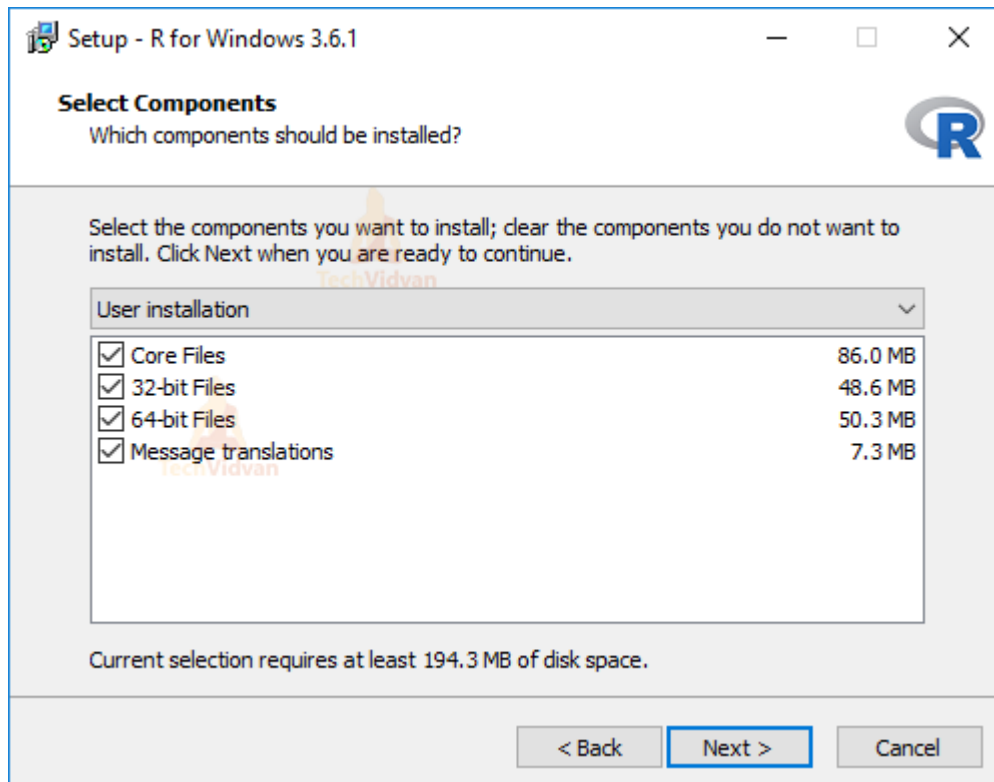 Setup - R for Windows 3.6.1
Select Components
Which components should be installed?
R
Select the components you want to install; clear the components you do not want to
install. Click Next when you are ready to continue.
TechVidvan
User installation
Core Files 86.0 MB
32-bit Files 48.6 MB
64-bit Files 50.3 MB
Message translations 7.3 MB
TechVidvan
Current selection requires at least 194.3 MB of disk space.
< Back Next > Cancel